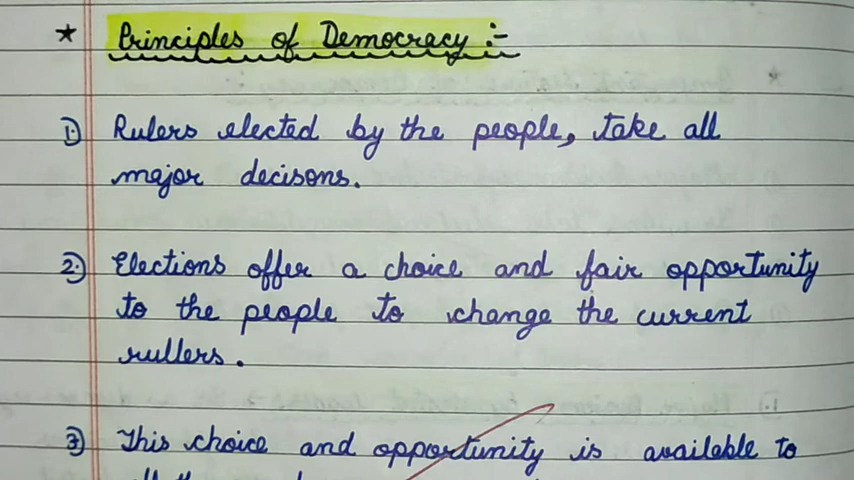 * Principles of Democracy :-
1) Rulers elected by the people, take all
major decisons.
2.) Elections offer a choice and fair opportunity
to the people to change the current
rullers.
3) This choice and opportunity is available to